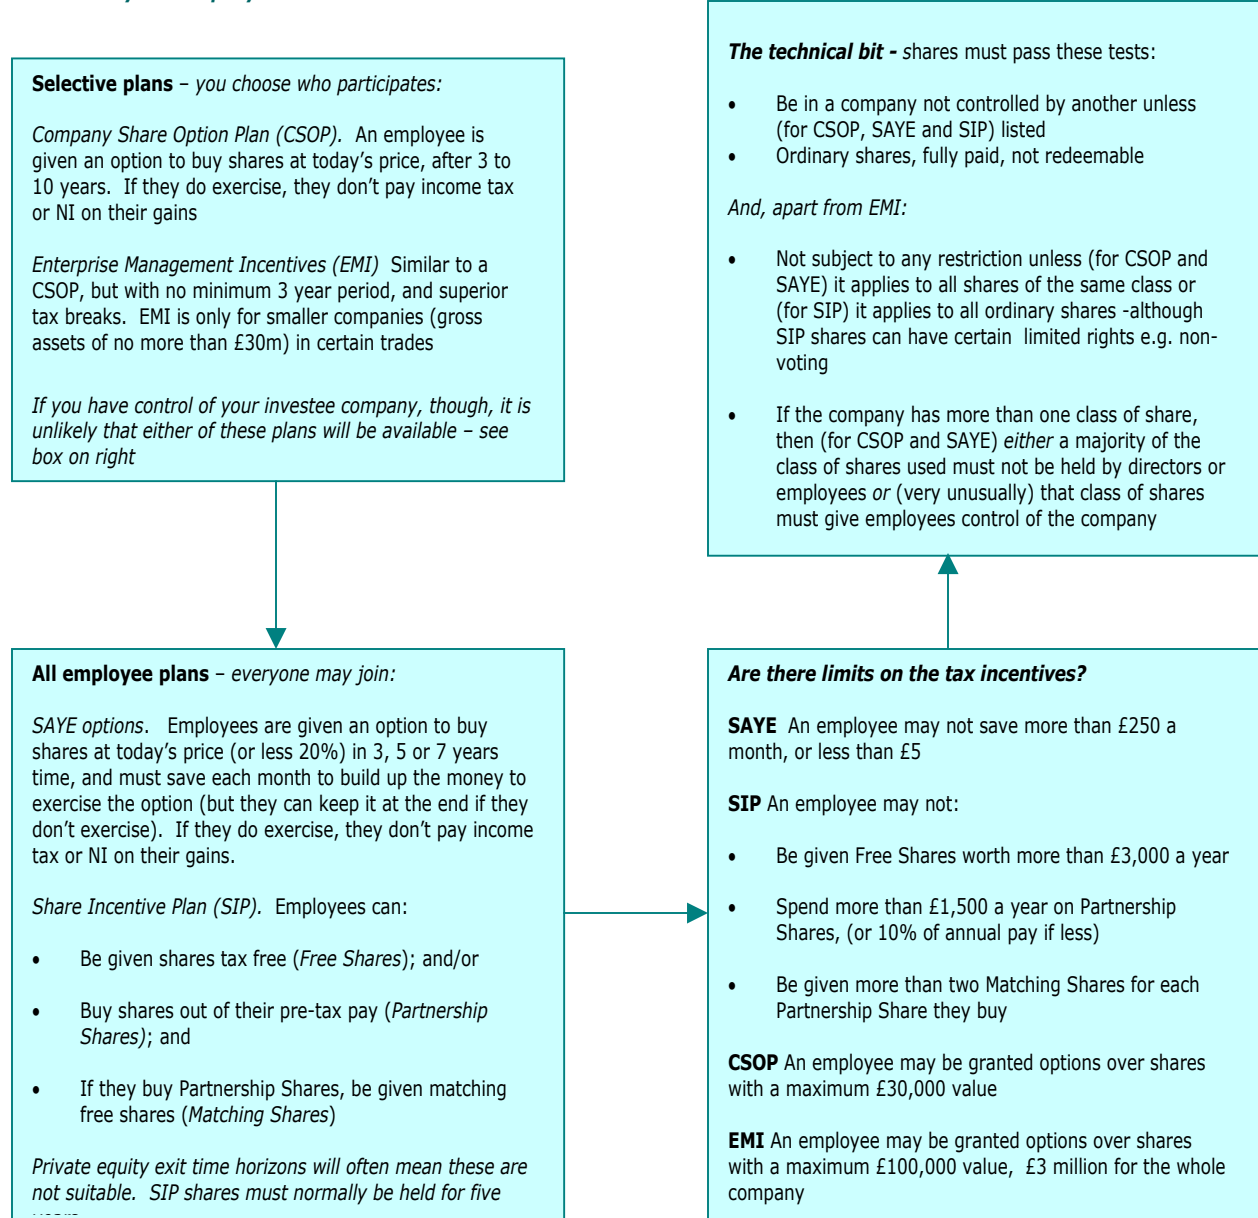 Selective plans – you choose who participates:
Company Share Option Plan (CSOP). An employee is
given an option to buy shares at today's price, after 3 to
10 years. If they do exercise, they don't pay income tax
or NI on their gains
Enterprise Management Incentives (EMI) Similar to a
CSOP, but with no minimum 3 year period, and superior
tax breaks. EMI is only for smaller companies (gross
assets of no more than £30m) in certain trades
If you have control of your investee company, though, it is
unlikely that either of these plans will be available – see
box on right
All employee plans – everyone may join:
SAYE options. Employees are given an option to buy
shares at today's price (or less 20%) in 3, 5 or 7 years
time, and must save each month to build up the money to
exercise the option (but they can keep it at the end if they
don't exercise). If they do exercise, they don't pay income
tax or NI on their gains.
Share Incentive Plan (SIP). Employees can:
• Be given shares tax free (Free Shares); and/or
• Buy shares out of their pre-tax pay (Partnership
Shares); and
• If they buy Partnership Shares, be given matching
free shares (Matching Shares)
Private equity exit time horizons will often mean these are
not suitable. SIP shares must normally be held for five
Are there limits on the tax incentives?
SAYE An employee may not save more than £250 a
month, or less than £5
SIP An employee may not:
• Be given Free Shares worth more than £3,000 a year
• Spend more than £1,500 a year on Partnership
Shares, (or 10% of annual pay if less)
• Be given more than two Matching Shares for each
Partnership Share they buy
CSOP An employee may be granted options over shares
with a maximum £30,000 value
EMI An employee may be granted options over shares
with a maximum £100,000 value, £3 million for the whole
company
The technical bit - shares must pass these tests:
• Be in a company not controlled by another unless
(for CSOP, SAYE and SIP) listed
• Ordinary shares, fully paid, not redeemable
And, apart from EMI:
• Not subject to any restriction unless (for CSOP and
SAYE) it applies to all shares of the same class or
(for SIP) it applies to all ordinary shares -although
SIP shares can have certain limited rights e.g. non-
voting
• If the company has more than one class of share,
then (for CSOP and SAYE) either a majority of the
class of shares used must not be held by directors or
employees or (very unusually) that class of shares
must give employees control of the company